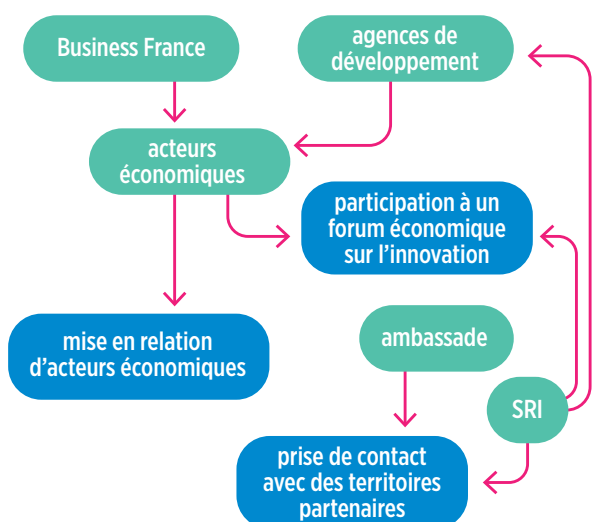 Business France
agences de
développement
acteurs
économiques
participation à un
forum économique
sur l’innovation
mise en relation
d’acteurs économiques
ambassade
SRI
prise de contact
avec des territoires
partenaires